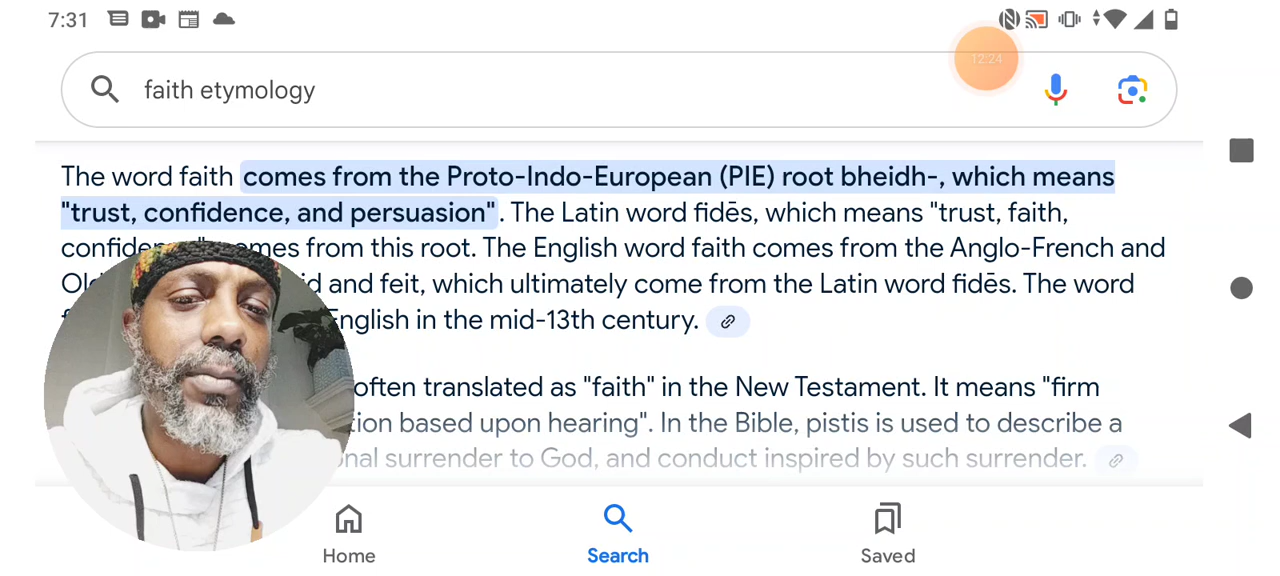 7:31
12:24
faith etymology
The word faith comes from the Proto-Indo-European (PIE) root bheidh-, which means
"trust, confidence, and persuasion". The Latin word fidēs, which means "trust, faith,
comes from this root. The English word faith comes from the Anglo-French and
and feit, which ultimately come from the Latin word fidēs. The word
English in the mid-13th century.
often translated as "faith" in the New Testament. It means "firm
based upon hearing". In the Bible, pistis is used to describe a
surrender to God, and conduct inspired by such surrender.
Home
Search
Saved